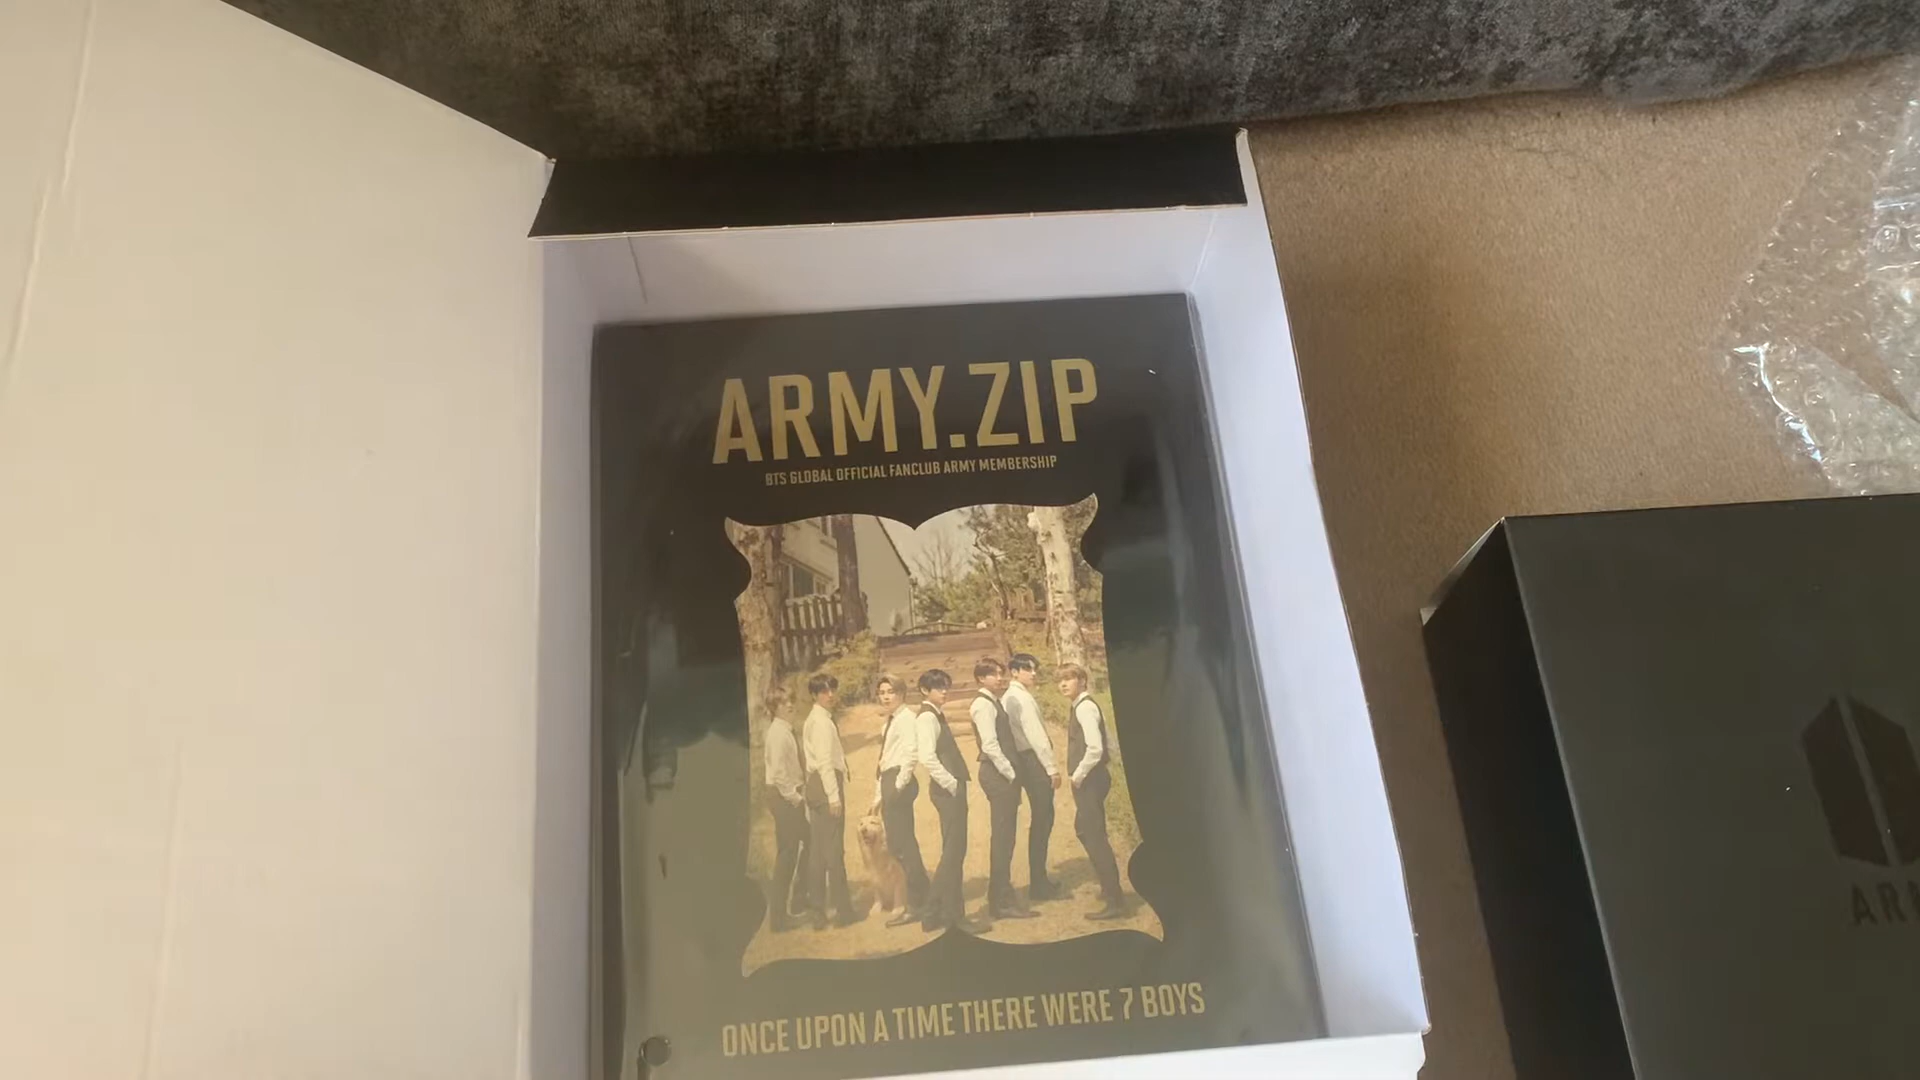 ARMY.ZIP
BTS GLOBAL OFFICIAL FANCLUB ARMY MEMBERSHIP
ONCE UPON A TIME THERE WERE 7 BOYS